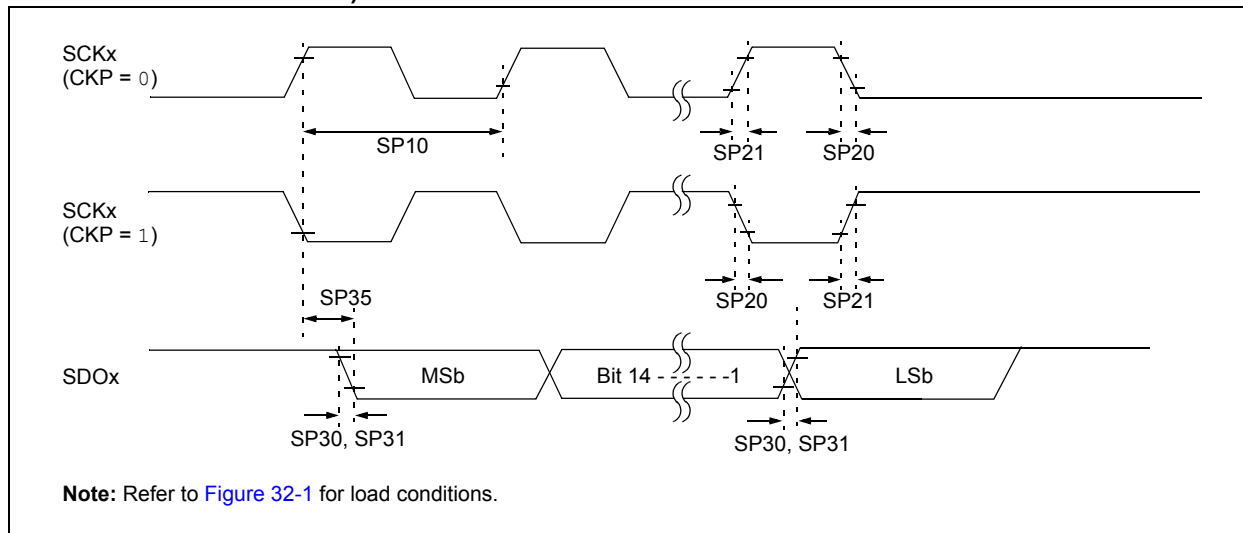 SCKx
(CKP = 0)
SP10
SP21
SP20
SCKx
(CKP = 1)
SP35
SP20
SP21
SDOx
MSb
Bit 14 - - - - - -1
LSb
SP30, SP31
SP30, SP31
Note: Refer to Figure 32-1 for load conditions.